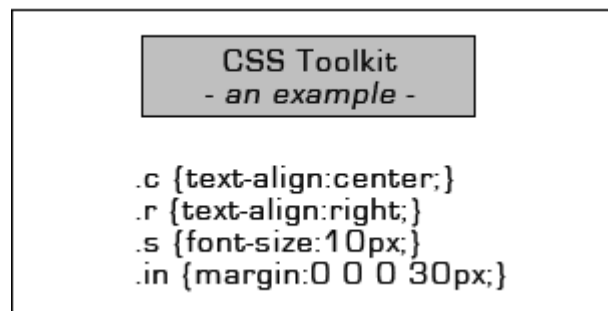 CSS Toolkit
- an example -
.c {text-align:center;}
.r {text-align:right;}
.s {font-size:10px;}
.in {margin:0 0 0 30px;}